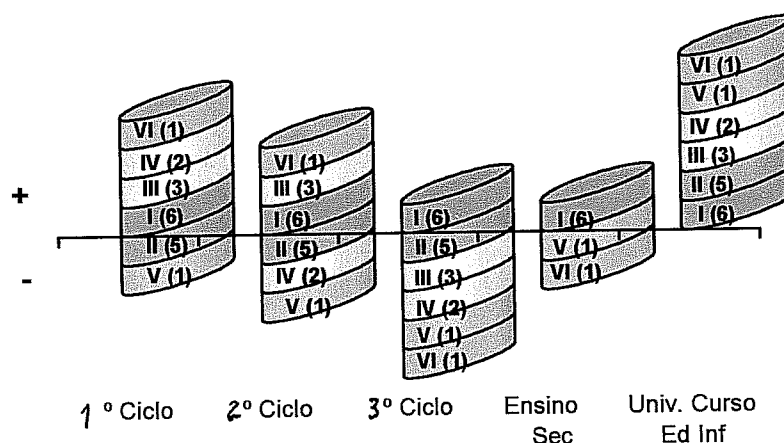 VI (1)
IV (2)
III (3)
I (6)
II (5)
V (1)
VI (1)
III (3)
I (6)
II (5)
IV (2)
V (1)
I (6)
II (5)
III (3)
IV (2)
V (1)
VI (1)
I (6)
V (1)
VI (1)
VI (1)
V (1)
IV (2)
III (3)
II (5)
I (6)
+
-
1 º Ciclo
2º Ciclo
3º Ciclo
Ensino
Sec
Univ. Curso
Ed Inf